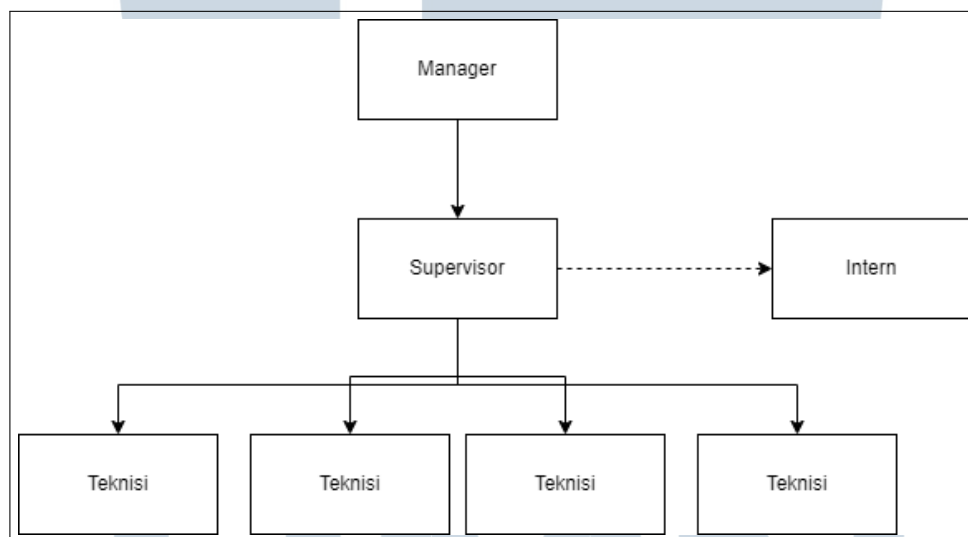 Manager
Supervisor
Intern
Teknisi
Teknisi
Teknisi
Teknisi